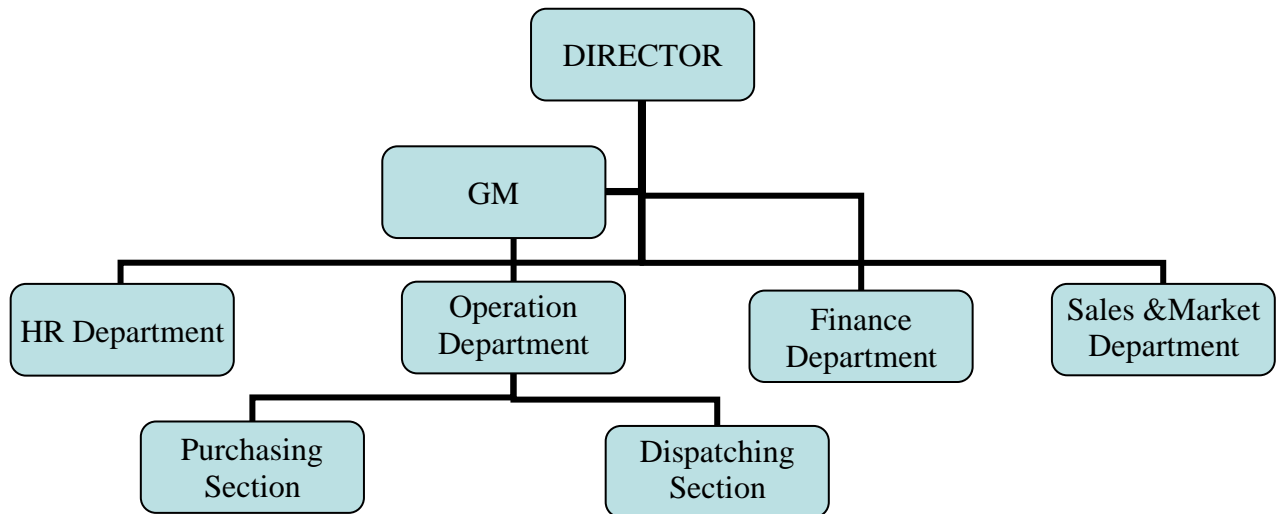 DIRECTOR
GM
HR Department
Operation
Department
Finance
Department
Sales &Market
Department
Purchasing
Section
Dispatching
Section